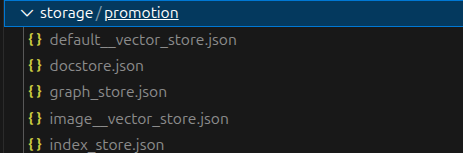 storage/promotion
{} default__vector_store.json
{} docstore.json
{} graph_store.json
{} image__vector_store.json
{} index_store.json